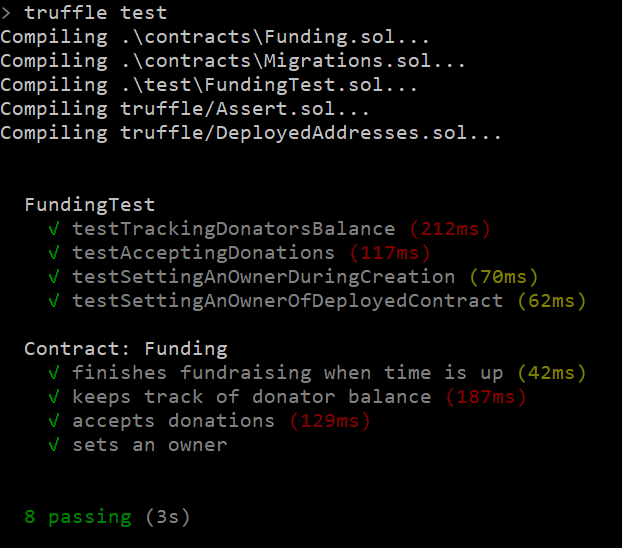 > truffle test
Compiling .\contracts\Funding.sol...
Compiling .\contracts\Migrations.sol...
Compiling .\test\FundingTest.sol...
Compiling truffle/Assert.sol...
Compiling truffle/DeployedAddresses.sol...
FundingTest
√ testTrackingDonatorsBalance (212ms)
√ testAcceptingDonations (117ms)
√ testSettingAnOwnerDuringCreation (70ms)
√ testSettingAnOwnerOfDeployedContract (62ms)
Contract: Funding
√ finishes fundraising when time is up (42ms)
√ keeps track of donator balance (187ms)
√ accepts donations (129ms)
√ sets an owner
8 passing (3s)